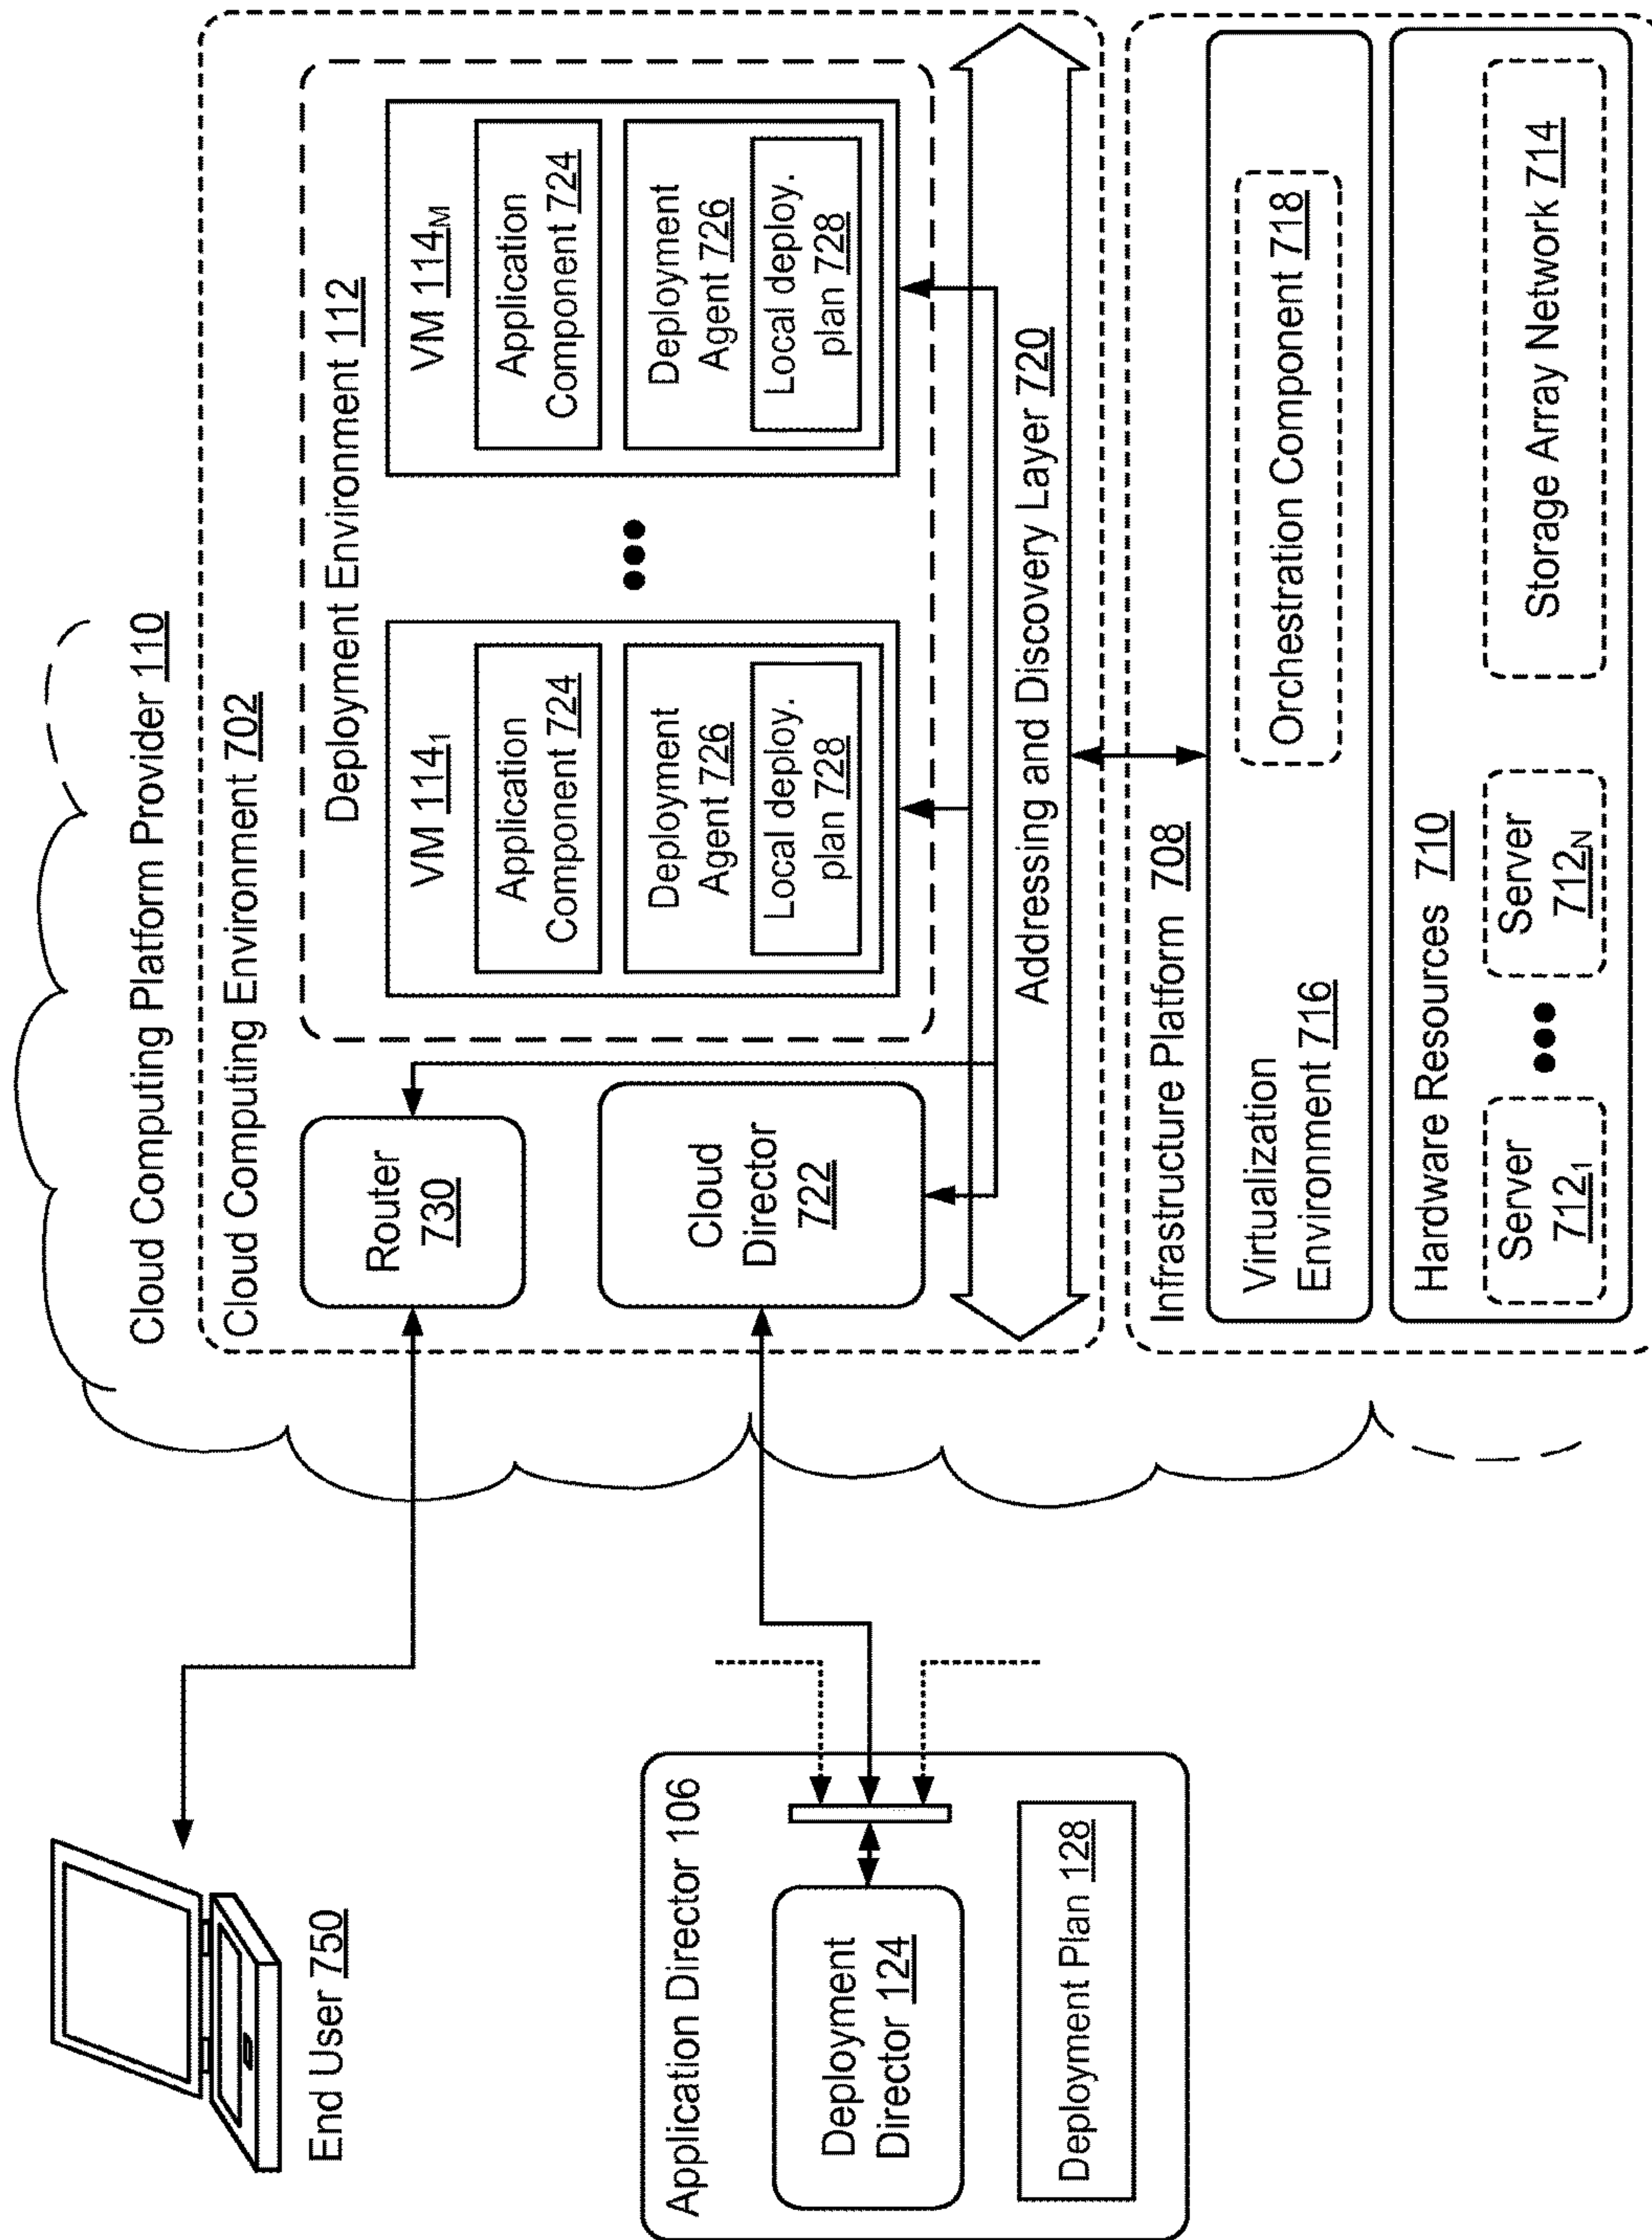 Cloud Computing Platform Provider 110
Cloud Computing Environment 702
Deployment Environment 112
Router
730
Cloud
Director
722
VM 114₁
Application
Component 724
Deployment
Agent 726
Local deploy.
plan 728
VM 114M
Application
Component 724
Deployment
Agent 726
Local deploy.
plan 728
Addressing and Discovery Layer 720
Infrastructure Platform 708
Virtualization
Environment 716
Orchestration Component 718
Hardware Resources 710
Server
712₁
Server
712N
Storage Array Network 714
End User 750
Application Director 106
Deployment
Director 124
Deployment Plan 128